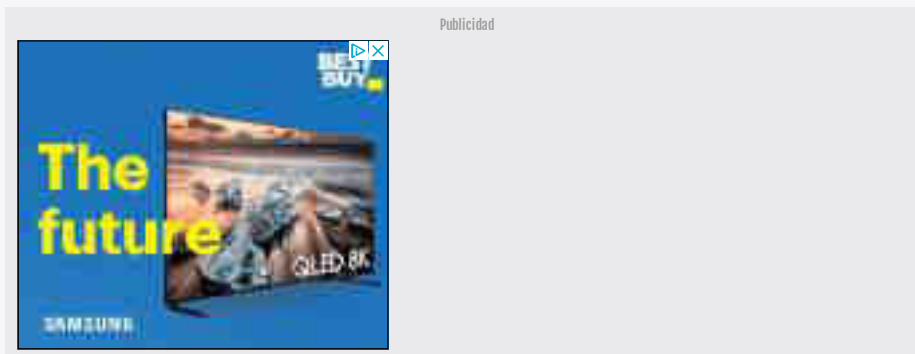 Publicidad
BEST
BUY
The
future
QLED 8K
SAMSUNG